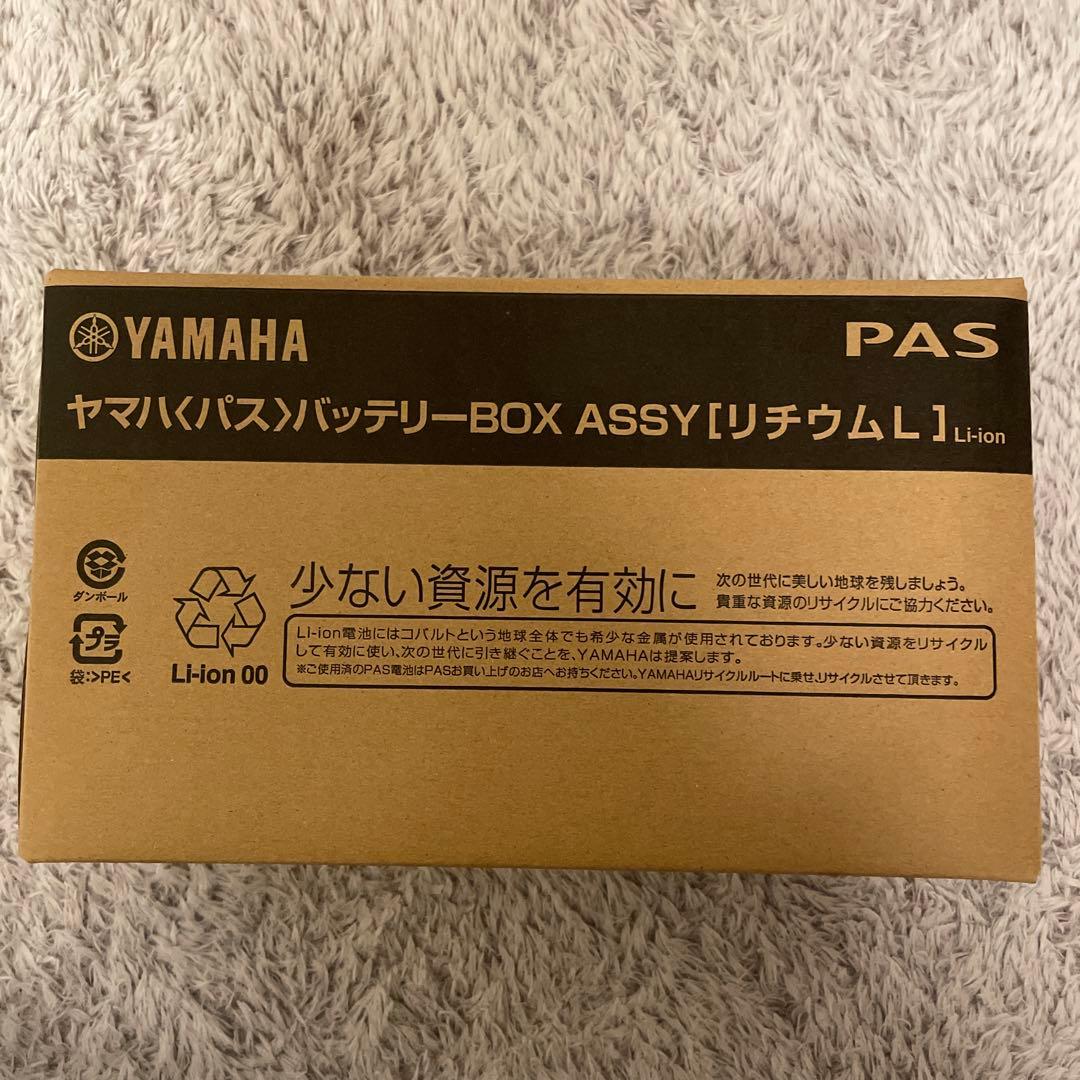 YAMAHA
PAS
ヤマハ〈パス〉バッテリーBOX ASSY[リチウムL] Li-ion
ダンボール
プラ
袋:>PE<
Li-ion 00
少ない資源を有効に
次の世代に美しい地球を残しましょう。
貴重な資源のリサイクルにご協力ください。
LI-ion電池にはコバルトという地球全体でも希少な金属が使用されております。少ない資源をリサイクル
して有効に使い、次の世代に引き継ぐことを、YAMAHAは提案します。
※ご使用済のPAS電池はPASお買い上げのお店へお持ちください。YAMAHAリサイクルルートに乗せ、リサイクルさせて頂きます。